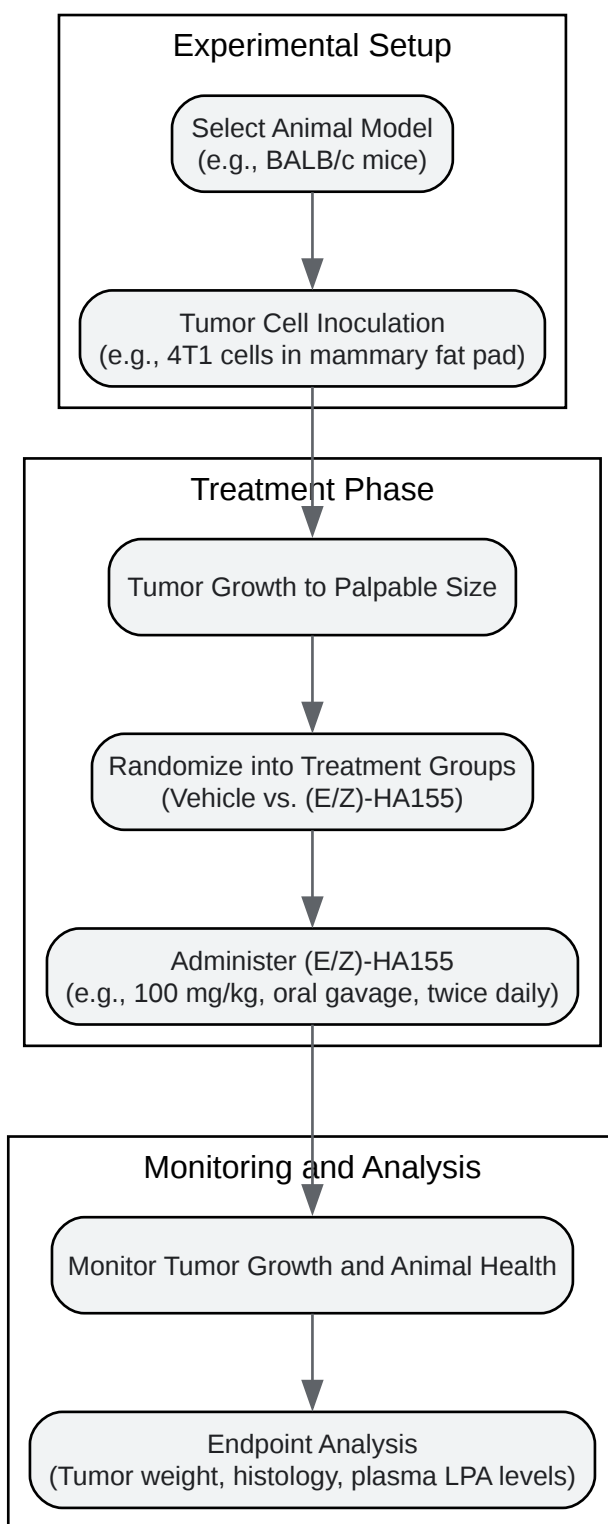 Experimental Setup
Select Animal Model
(e.g., BALB/c mice)
Tumor Cell Inoculation
(e.g., 4T1 cells in mammary fat pad)
Treatment Phase
Tumor Growth to Palpable Size
Randomize into Treatment Groups
(Vehicle vs. (E/Z)-HA155)
Administer (E/Z)-HA155
(e.g., 100 mg/kg, oral gavage, twice daily)
Monitoring and Analysis
Monitor Tumor Growth and Animal Health
Endpoint Analysis
(Tumor weight, histology, plasma LPA levels)